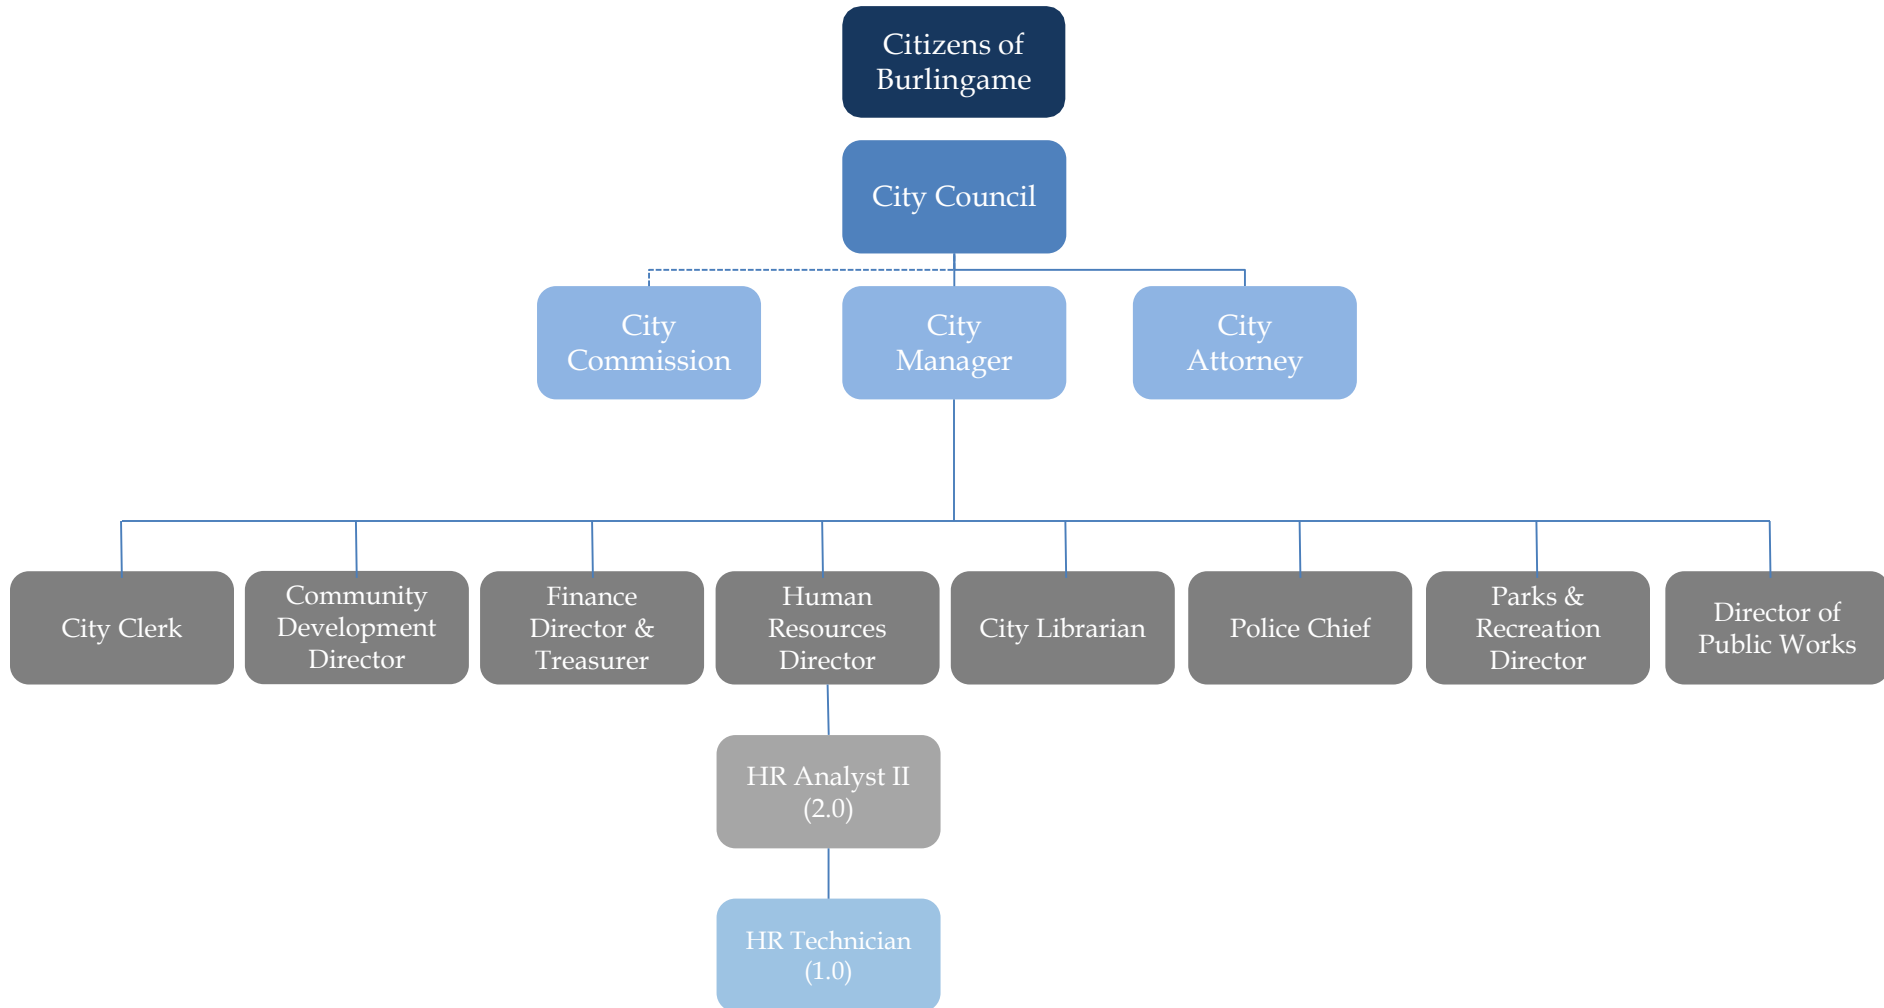 Citizens of
Burlingame
City Council
City
Commission
City
Manager
City
Attorney
City Clerk
Community
Development
Director
Finance
Director &
Treasurer
Human
Resources
Director
City Librarian
Police Chief
Parks &
Recreation
Director
Director of
Public Works
HR Analyst II
(2.0)
HR Technician
(1.0)